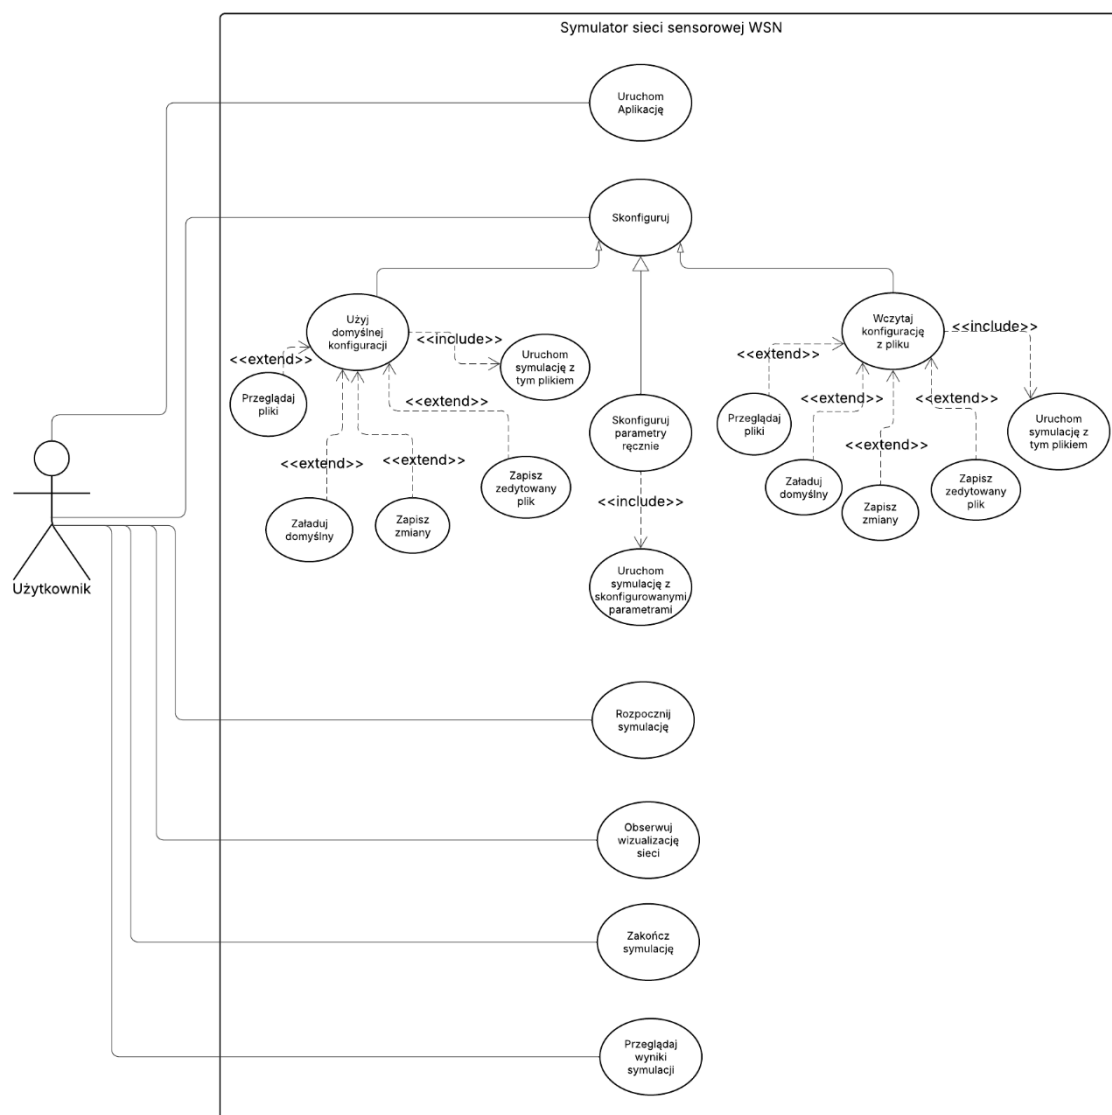 Symulator sieci sensorowej WSN
Uruchom
Aplikację
Skonfiguruj
Użyj
domyślnej
konfiguracji
<<include>>
<<extend>>
Przeglądaj
pliki
Uruchom
symulację z
tym plikiem
<<extend>>
<<extend>>
<<extend>>
Załaduj
domyślny
Zapisz
zmiany
Zapisz
zedytowany
plik
Skonfiguruj
parametry
ręcznie
<<include>>
Uruchom
symulację z
skonfigurowanymi
parametrami
Wczytaj
konfigurację
z pliku
<<include>>
<<extend>>
Przeglądaj
pliki
<<extend>>
<<extend>>
<<extend>>
Uruchom
symulację z
tym plikiem
Załaduj
domyślny
Zapisz
zmiany
Zapisz
zedytowany
plik
Użytkownik
Rozpocznij
symulację
Obserwuj
wizualizację
sieci
Zakończ
symulację
Przeglądaj
wyniki
symulacji